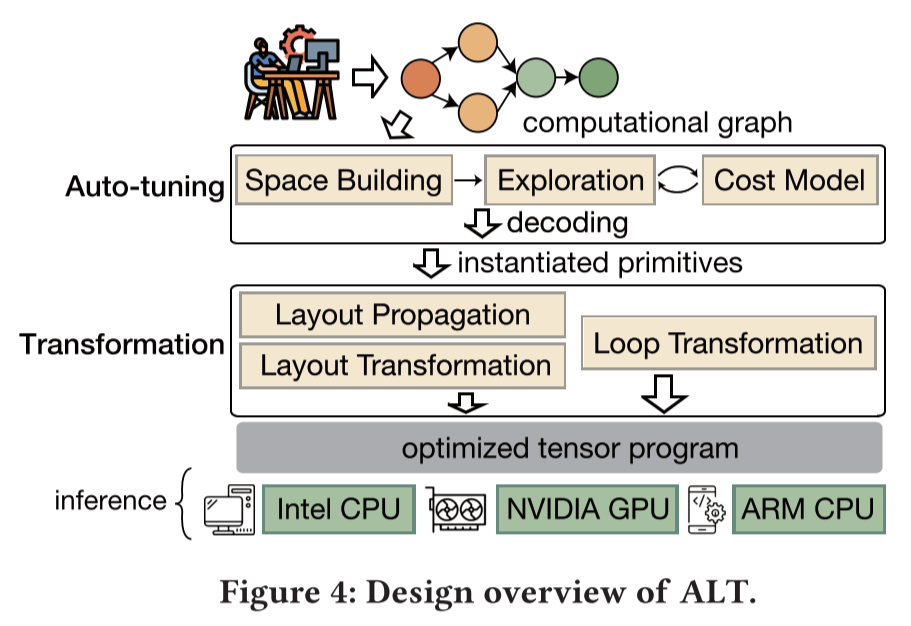 computational graph
Auto-tuning
Space Building
Exploration
Cost Model
decoding
instantiated primitives
Transformation
Layout Propagation
Layout Transformation
Loop Transformation
optimized tensor program
inference
Intel CPU
NVIDIA GPU
</>
ARM CPU
Figure 4: Design overview of ALT.